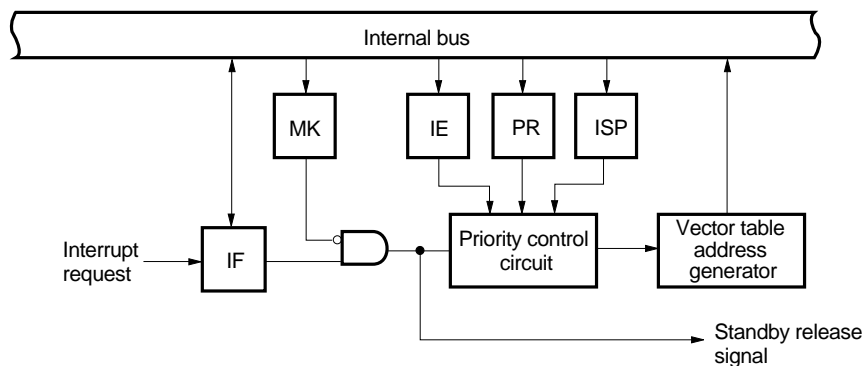 Internal bus
MK
IE
PR
ISP
Interrupt
request
IF
Priority control
circuit
Vector table
address
generator
Standby release
signal